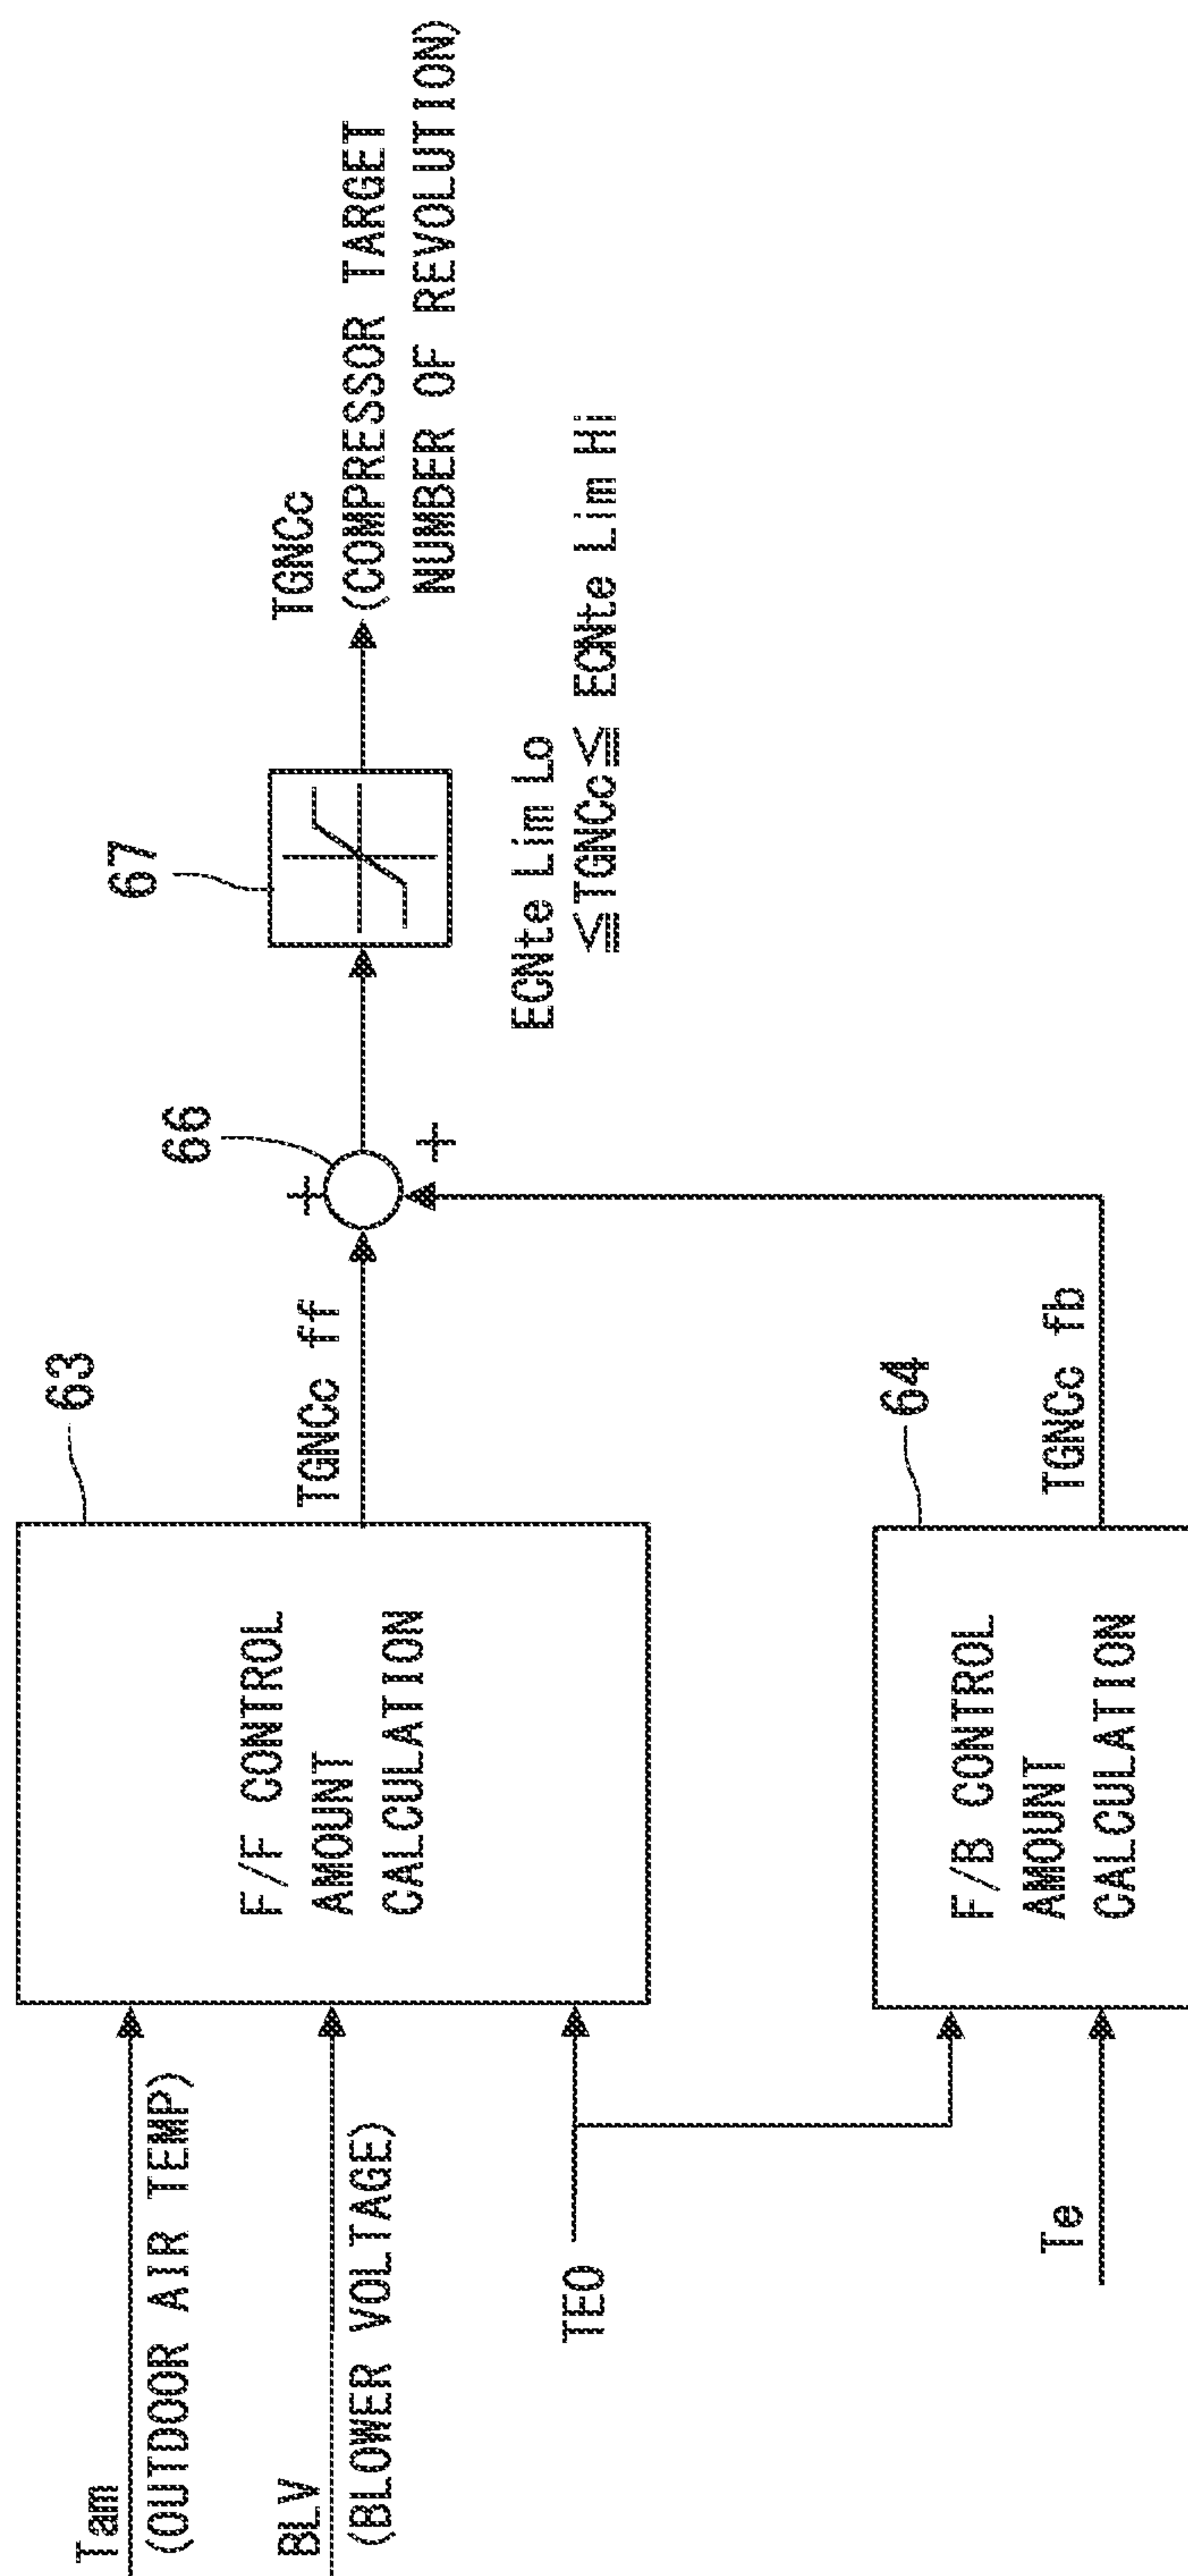 Tam
(OUTDOOR AIR TEMP)
BLV
(BLOWER VOLTAGE)
TEO
Te
63
F/F CONTROL
AMOUNT
CALCULATION
64
F/B CONTROL
AMOUNT
CALCULATION
TGNCc ff
TGNCc fb
66
+
+
67
ECNte Lim Lo
≦TGNCc≦ ECNte Lim Hi
TGNCc
(COMPRESSOR TARGET
NUMBER OF REVOLUTION)